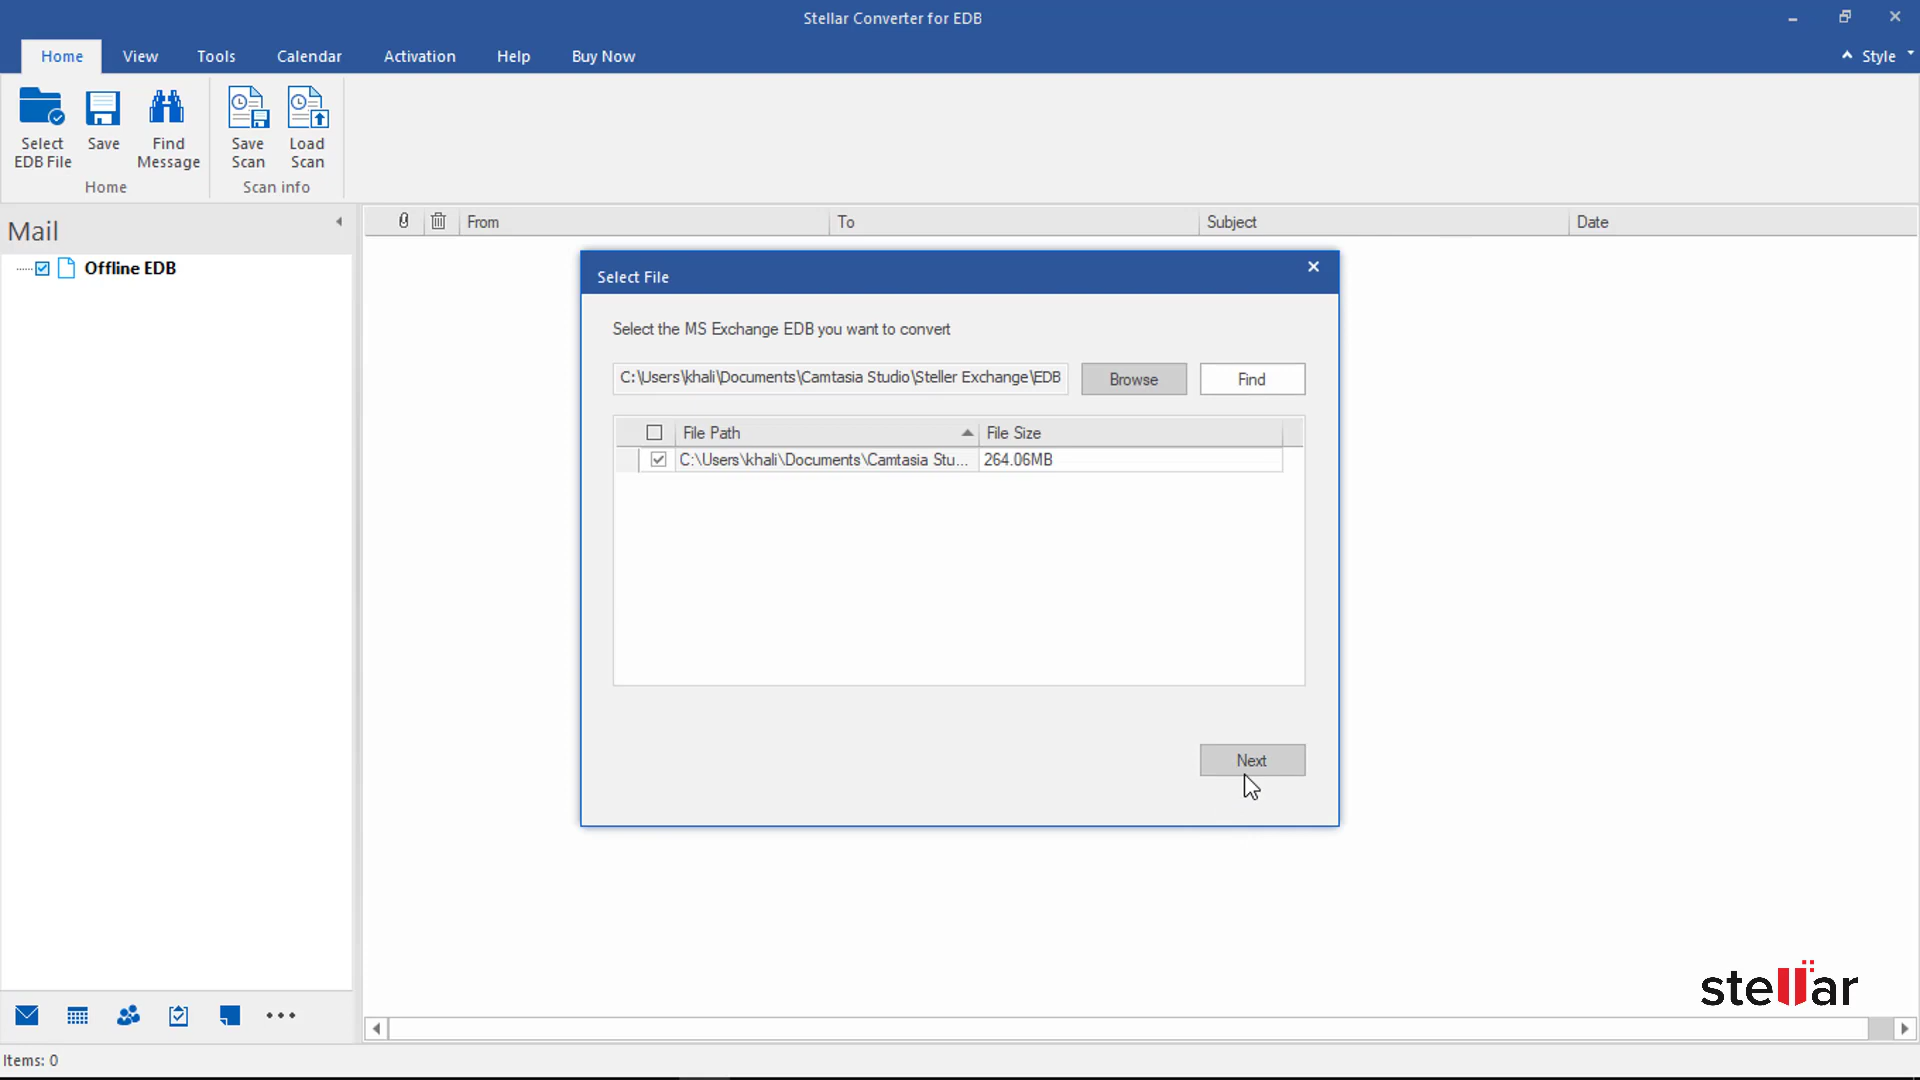 Stellar Converter for EDB
Home View Tools Calendar Activation Help Buy Now Style
Select EDB File
Save
Find Message
Home
Save Scan
Load Scan
Scan info
Mail
Offline EDB
From To Subject Date
Select File
Select the MS Exchange EDB you want to convert
C:\Users\khali\Documents\Camtasia Studio\Steller Exchange\EDB Browse Find
File Path File Size
C:\Users\khali\Documents\Camtasia Stu... 264.06MB
Next
stellar
Items: 0